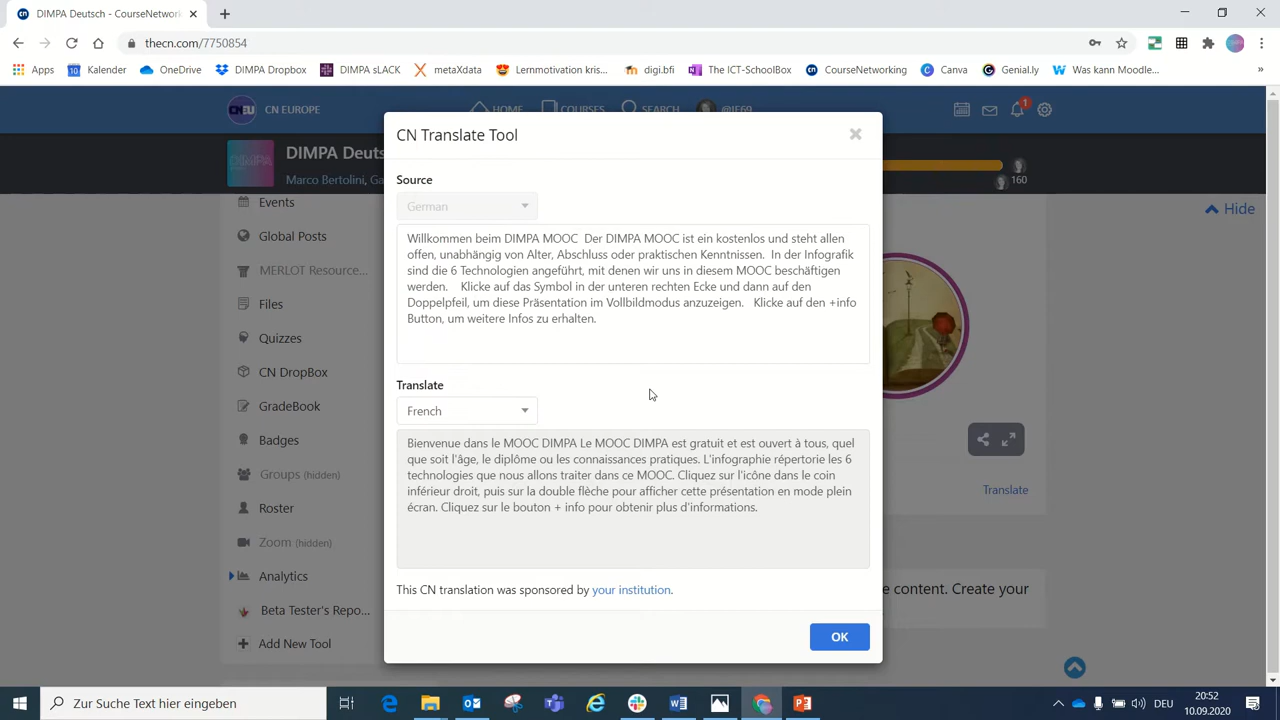 DIMPA Deutsch - CourseNetwork
thecn.com/7750854
Apps
Kalender
OneDrive
DIMPA Dropbox
DIMPA sLACK
metaXdata
Lernmotivation kris...
digi.bfi
The ICT-SchoolBox
CourseNetworking
Canva
Genial.ly
Was kann Moodle...
»
CN EUROPE
HOME
COURSES
SEARCH
@IE69
1
DIMPA Deuts
Marco Bertolini, Ga
160
Hide
Events
Global Posts
MERLOT Resource...
Files
Quizzes
CN DropBox
GradeBook
Badges
Groups (hidden)
Roster
Zoom (hidden)
Analytics
Beta Tester's Repo...
Add New Tool
CN Translate Tool
Source
German
Willkommen beim DIMPA MOOC Der DIMPA MOOC ist ein kostenlos und steht allen
offen, unabhängig von Alter, Abschluss oder praktischen Kenntnissen. In der Infografik
sind die 6 Technologien angeführt, mit denen wir uns in diesem MOOC beschäftigen
werden. Klicke auf das Symbol in der unteren rechten Ecke und dann auf den
Doppelpfeil, um diese Präsentation im Vollbildmodus anzuzeigen. Klicke auf den +info
Button, um weitere Infos zu erhalten.
Translate
French
Bienvenue dans le MOOC DIMPA Le MOOC DIMPA est gratuit et est ouvert à tous, quel
que soit l'âge, le diplôme ou les connaissances pratiques. L'infographie répertorie les 6
technologies que nous allons traiter dans ce MOOC. Cliquez sur l'icône dans le coin
inférieur droit, puis sur la double flèche pour afficher cette présentation en mode plein
écran. Cliquez sur le bouton + info pour obtenir plus d'informations.
This CN translation was sponsored by your institution.
OK
Translate
e content. Create your
Zur Suche Text hier eingeben
DEU
20:52
10.09.2020